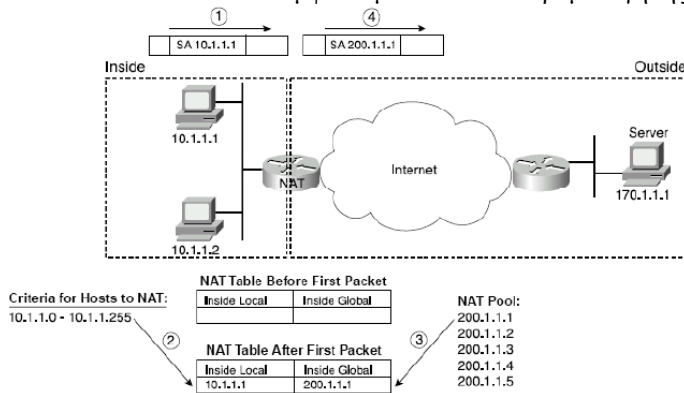 1
4
SA 10.1.1.1
SA 200.1.1.1
Inside
Outside
10.1.1.1
Server
Internet
NAT
170.1.1.1
10.1.1.2
NAT Table Before First Packet
Criteria for Hosts to NAT:
Inside Local
Inside Global
NAT Pool:
10.1.1.0 - 10.1.1.255
200.1.1.1
200.1.1.2
2
3
200.1.1.3
NAT Table After First Packet
200.1.1.4
Inside Local
Inside Global
200.1.1.5
10.1.1.1
200.1.1.1